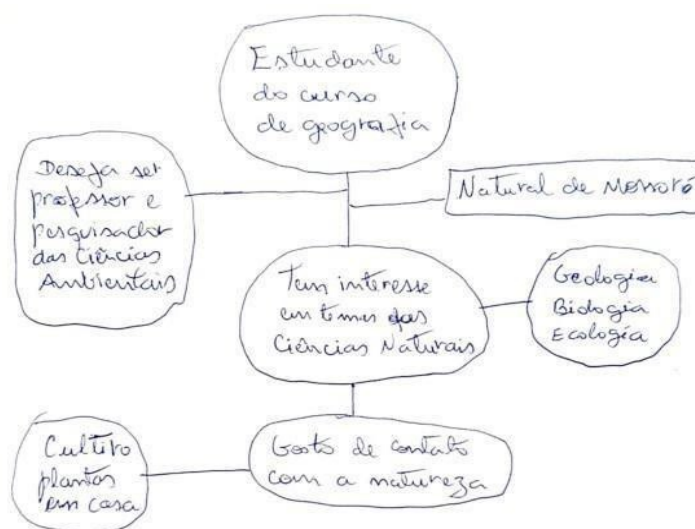 Estudante
do curso
de geografia
Deseja ser
professor e
pesquisador
das Ciências
Ambientais
Natural de Mossoró
Tem interesse
em temas das
Ciências Naturais
Geologia
Biologia
Ecologia
Gosto de contato
com a natureza
Cultivo
plantas
em casa